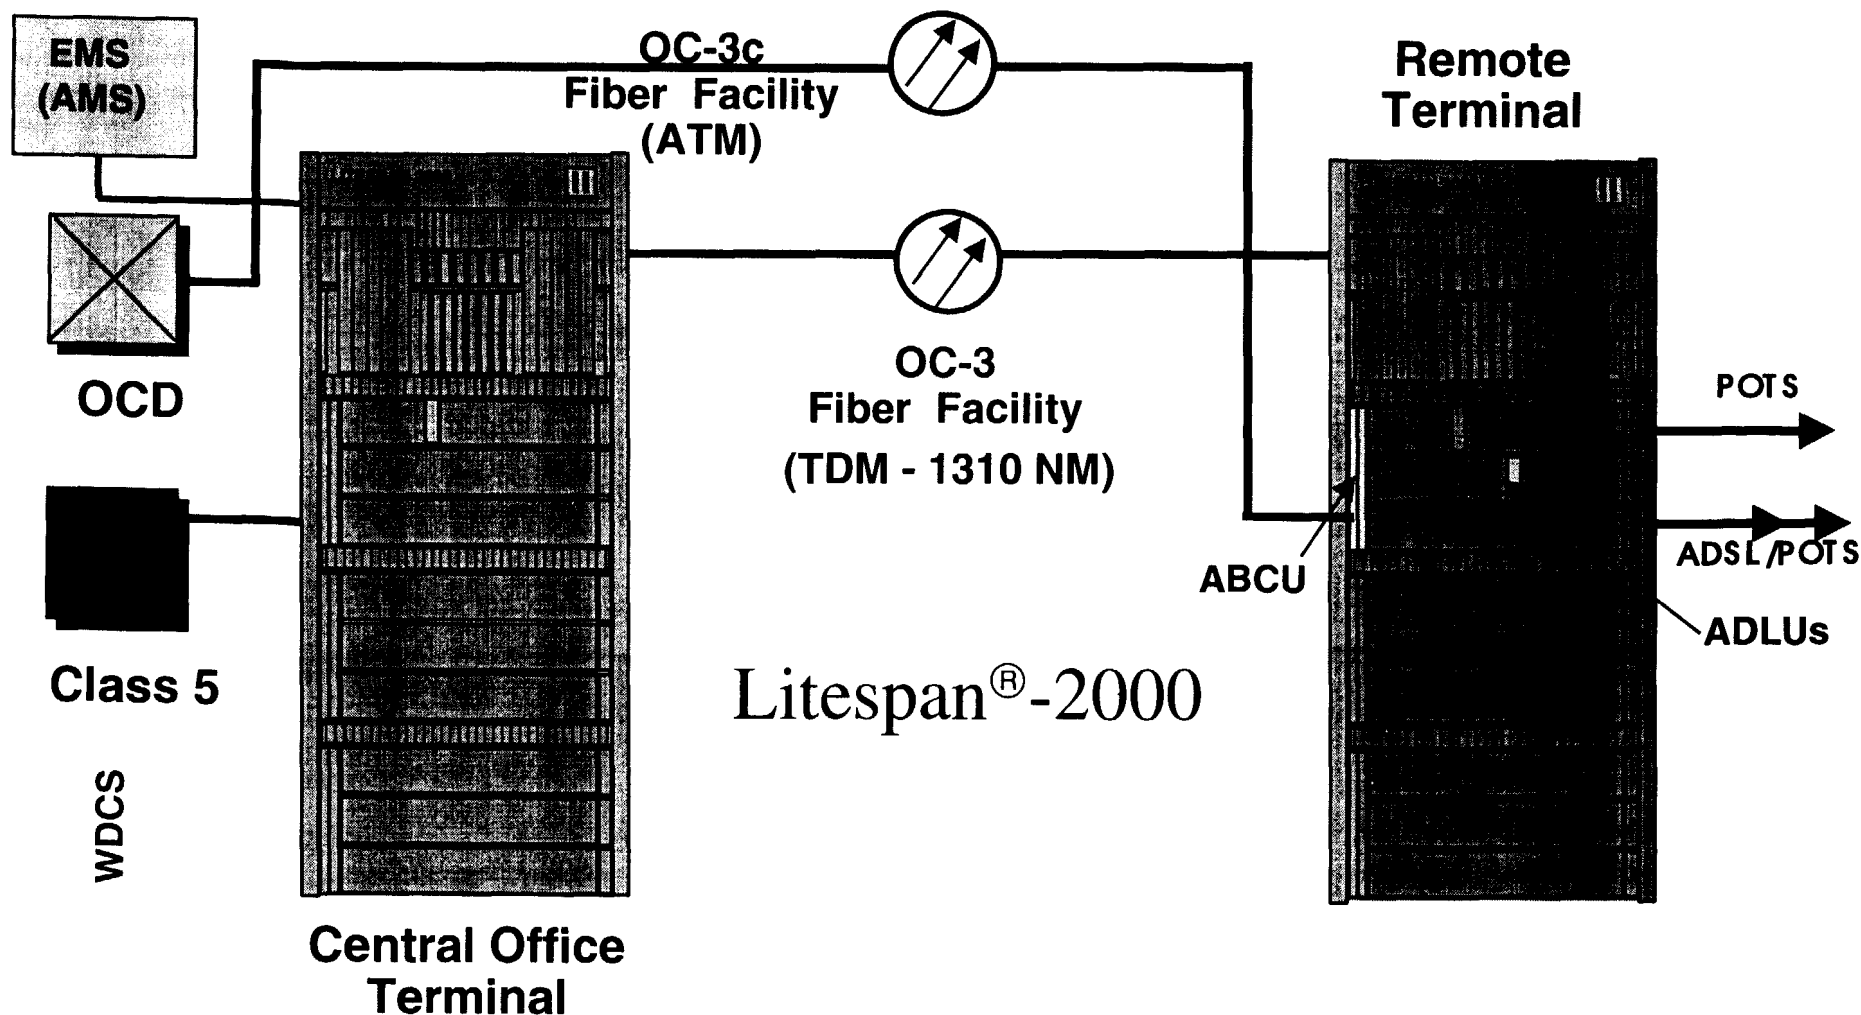 EMS
(AMS)
OC-3c
Fiber Facility
(ATM)
Remote
Terminal
OCD
OC-3
Fiber Facility
(TDM - 1310 NM)
POTS
ABCU
ADSL/POTS
ADLUs
Class 5
Litespan®-2000
WDCS
Central Office
Terminal